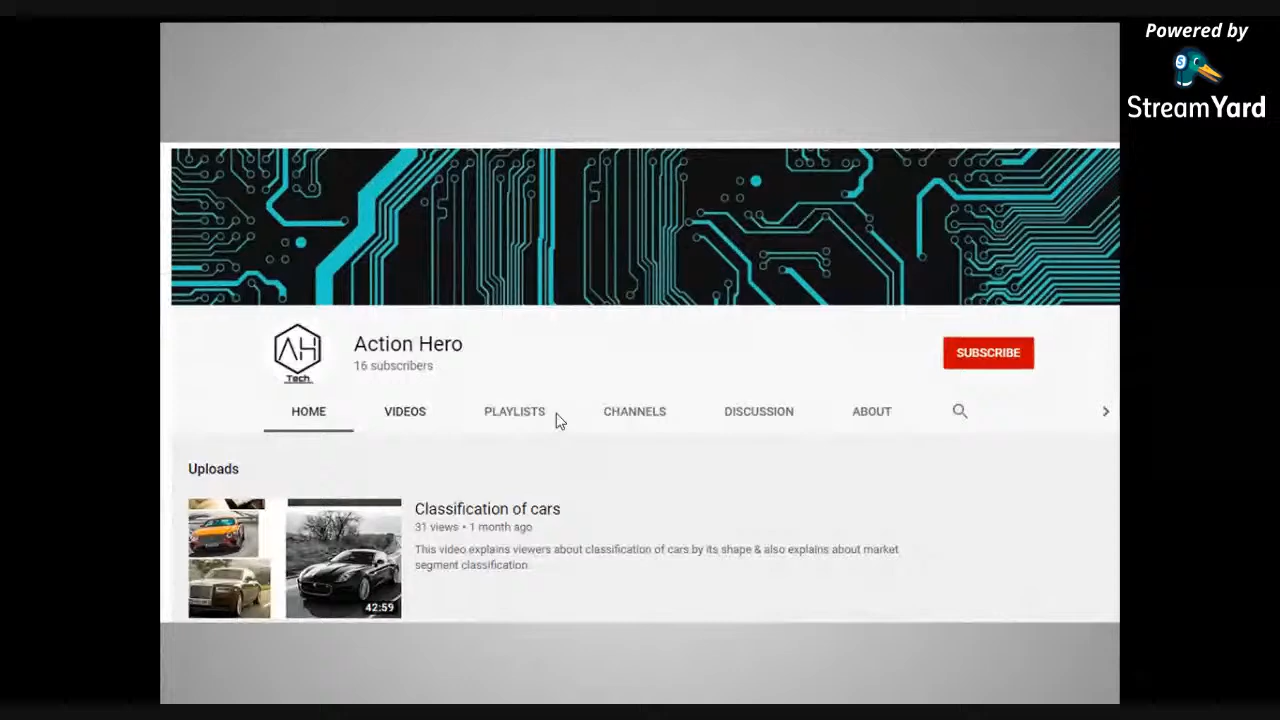 Powered by
StreamYard
Action Hero
16 subscribers
SUBSCRIBE
AH
Tech
HOME VIDEOS PLAYLISTS CHANNELS DISCUSSION ABOUT
Uploads
Classification of cars
31 views • 1 month ago
This video explains viewers about classification of cars by its shape & also explains about market
segment classification.
42:59